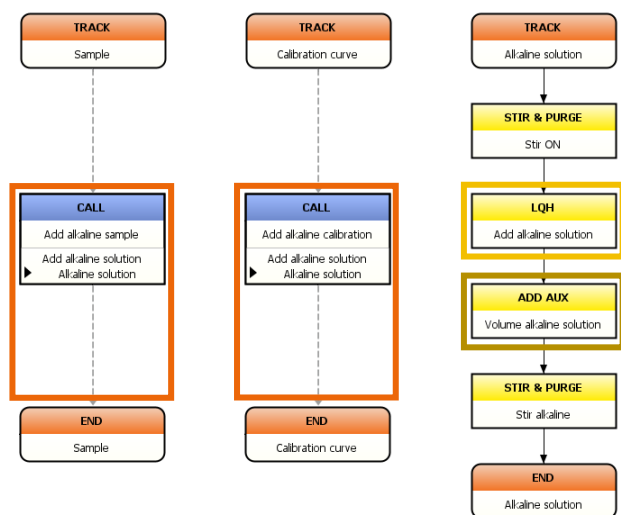 TRACK
Sample
CALL
Add alkaline sample
Add alkaline solution
Alkaline solution
END
Sample
TRACK
Calibration curve
CALL
Add alkaline calibration
Add alkaline solution
Alkaline solution
END
Calibration curve
TRACK
Alkaline solution
STIR & PURGE
Stir ON
LQH
Add alkaline solution
ADD AUX
Volume alkaline solution
STIR & PURGE
Stir alkaline
END
Alkaline solution